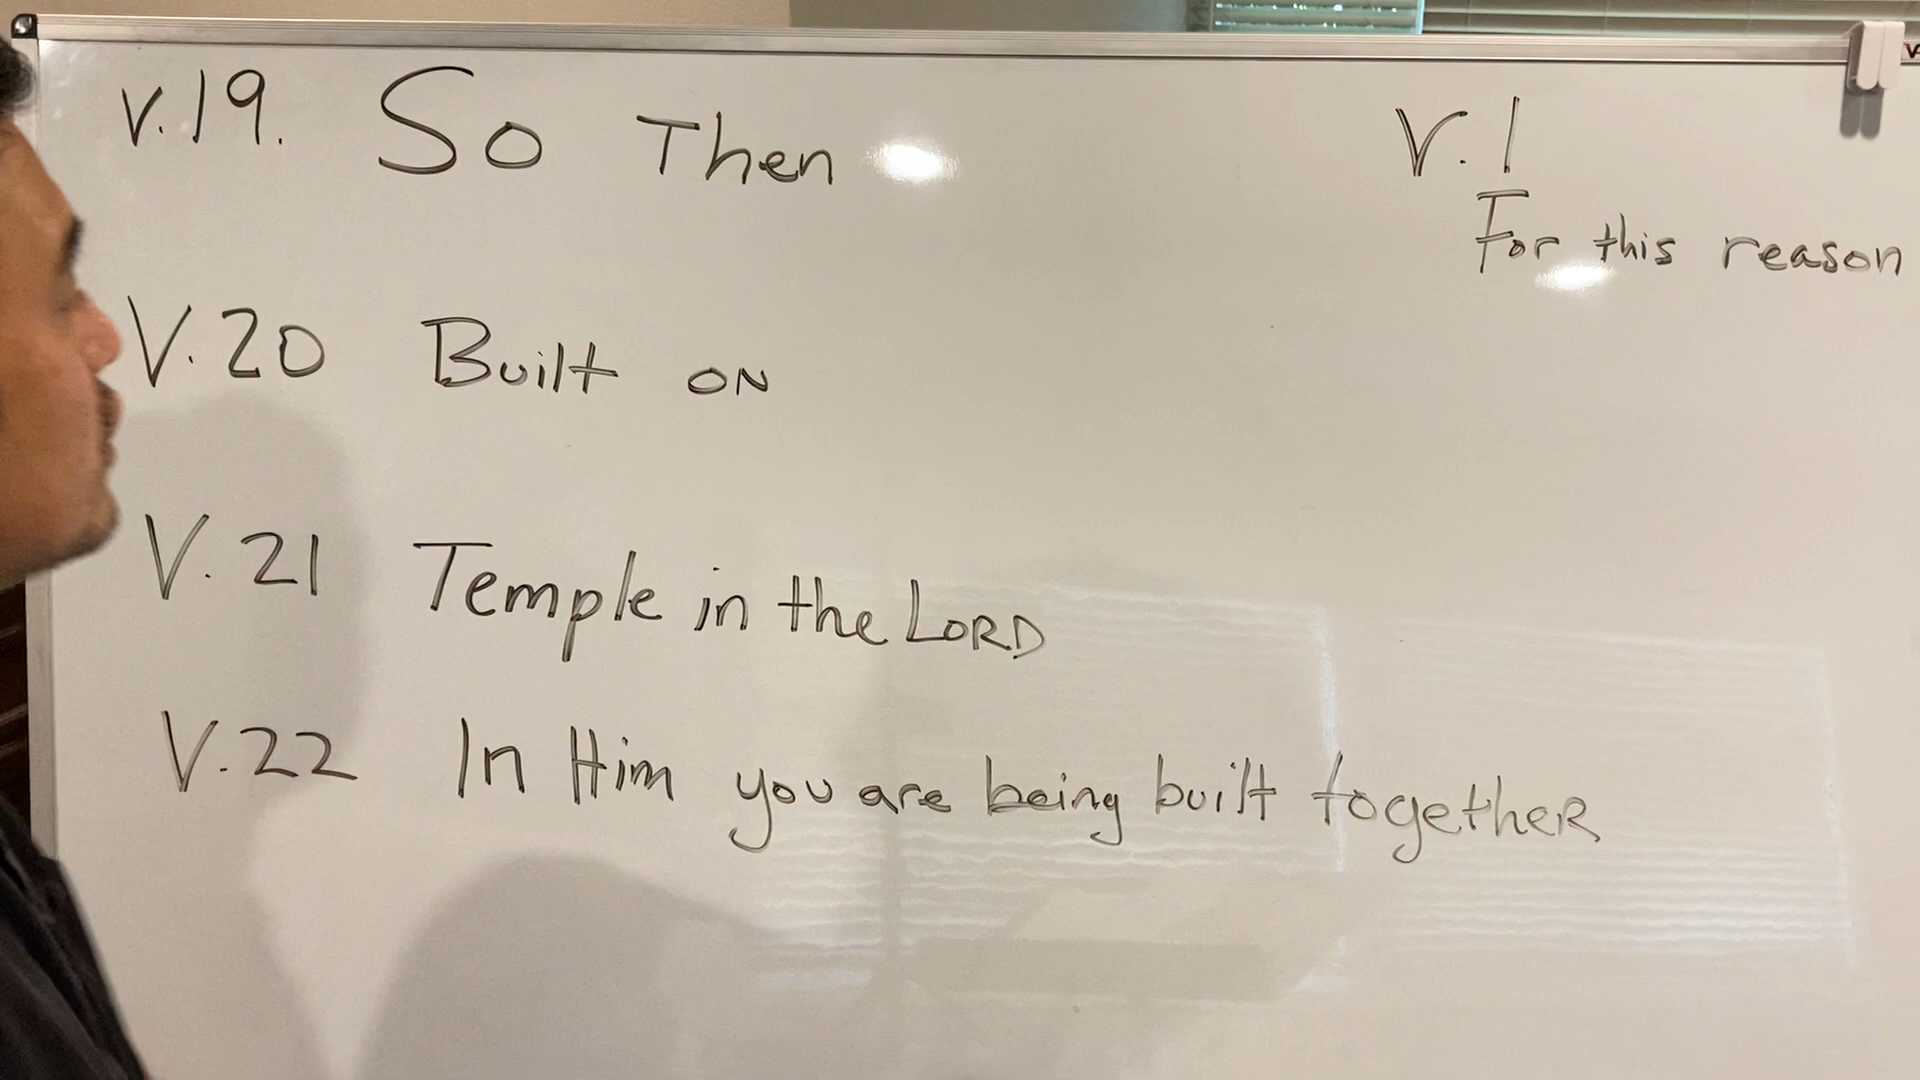 V.19. So Then
V.1
For this reason
V.20 Built on
V.21 Temple in the LORD
V.22 In Him you are being built together